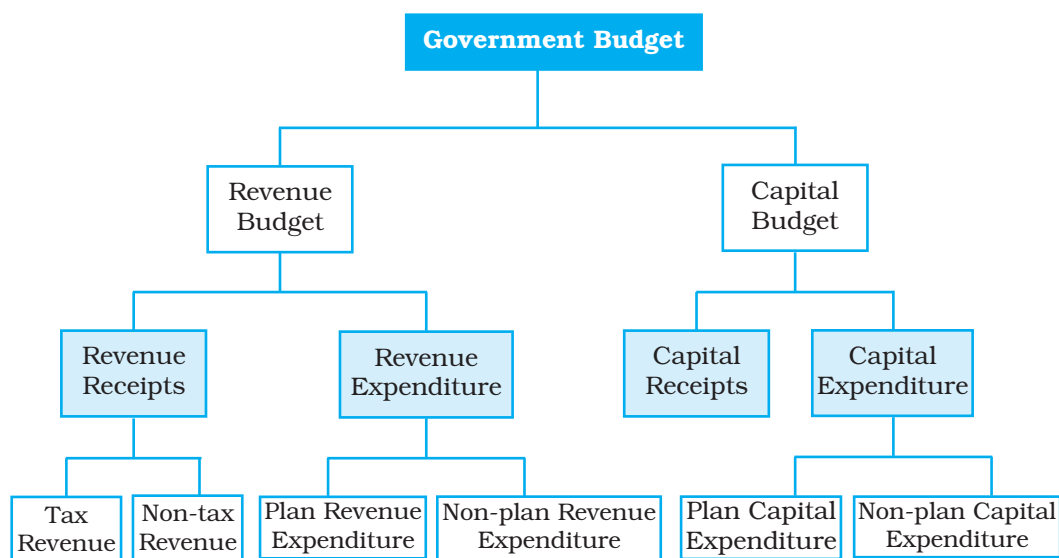 Government Budget
Revenue
Budget
Capital
Budget
Revenue
Receipts
Revenue
Expenditure
Capital
Receipts
Capital
Expenditure
Tax
Revenue
Non-tax
Revenue
Plan Revenue
Expenditure
Non-plan Revenue
Expenditure
Plan Capital
Expenditure
Non-plan Capital
Expenditure